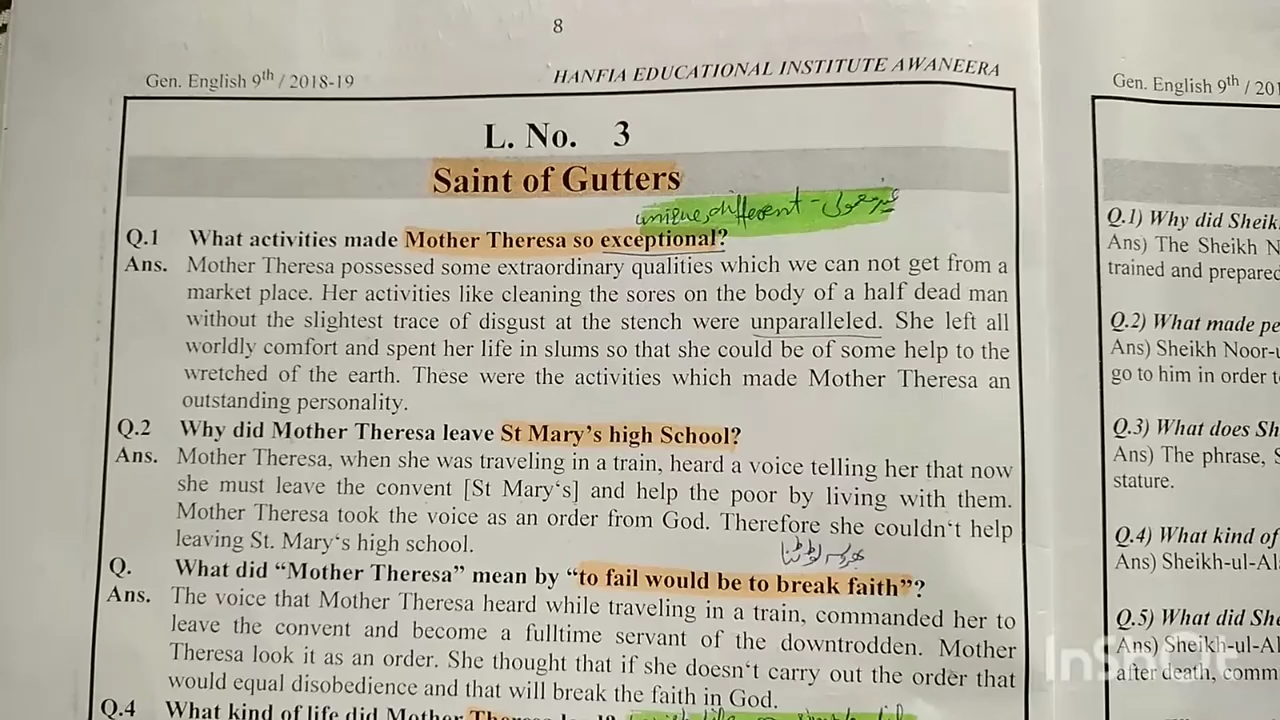 8
Gen. English 9th / 2018-19
HANFIA EDUCATIONAL INSTITUTE AWANEERA
L. No. 3
Saint of Gutters
unique, different - غیر معمولی
Q.1 What activities made Mother Theresa so exceptional?
Ans. Mother Theresa possessed some extraordinary qualities which we can not get from a
market place. Her activities like cleaning the sores on the body of a half dead man
without the slightest trace of disgust at the stench were unparalleled. She left all
worldly comfort and spent her life in slums so that she could be of some help to the
wretched of the earth. These were the activities which made Mother Theresa an
outstanding personality.
Q.2 Why did Mother Theresa leave St Mary's high School?
Ans. Mother Theresa, when she was traveling in a train, heard a voice telling her that now
she must leave the convent [St Mary‘s] and help the poor by living with them.
Mother Theresa took the voice as an order from God. Therefore she couldn‘t help
leaving St. Mary‘s high school.
Q. What did “Mother Theresa” mean by “to fail would be to break faith”?
Ans. The voice that Mother Theresa heard while traveling in a train, commanded her to
leave the convent and become a fulltime servant of the downtrodden. Mother
Theresa look it as an order. She thought that if she doesn‘t carry out the order that
would equal disobedience and that will break the faith in God.
Q.4 What kind of life did Mother
Gen. English 9th / 201
Q.1) Why did Sheik
Ans) The Sheikh N
trained and prepared
Q.2) What made pe
Ans) Sheikh Noor-u
go to him in order t
Q.3) What does Sh
Ans) The phrase, S
stature.
Q.4) What kind of
Ans) Sheikh-ul-Al
Q.5) What did She
Ans) Sheikh-ul-Al
after death, comm
InShot